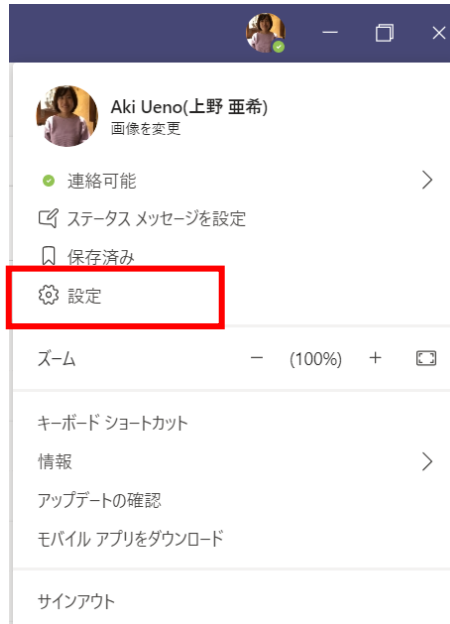 Aki Ueno(上野 亜希)
画像を変更
連絡可能
ステータス メッセージを設定
保存済み
設定
ズーム - (100%) +
キーボード ショートカット
情報
アップデートの確認
モバイル アプリをダウンロード
サインアウト